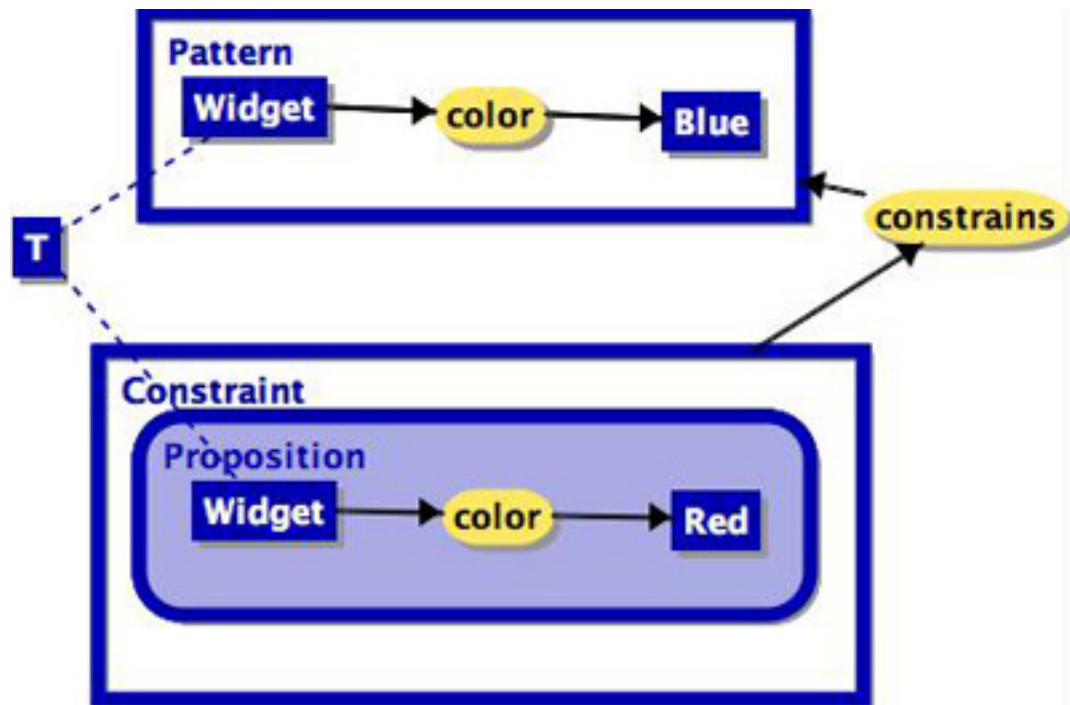 Pattern
Widget color Blue
constrains
T
Constraint
Proposition
Widget color Red